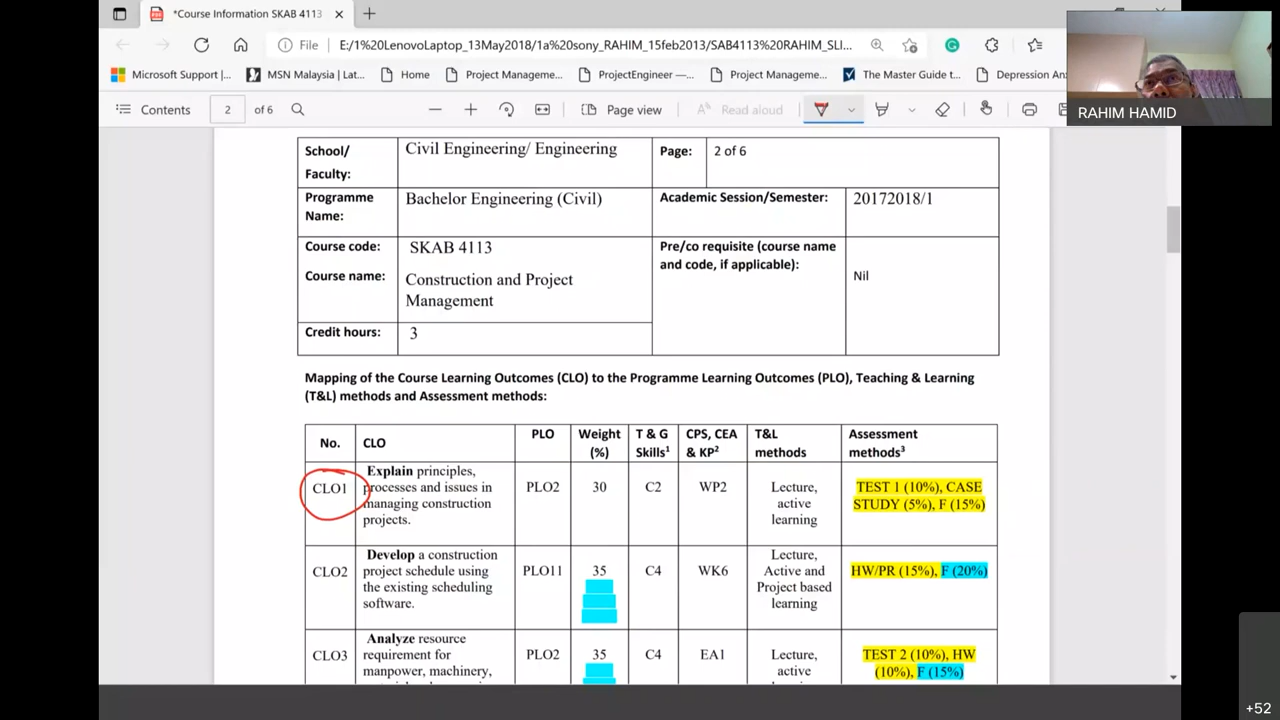 *Course Information SKAB 4113
File E:/1%20LenovoLaptop_13May2018/1a%20sony_RAHIM_15feb2013/SAB4113%20RAHIM_SLI...
Microsoft Support |... MSN Malaysia | Lat... Home Project Manageme... ProjectEngineer —... Project Manageme... The Master Guide t... Depression An
Contents 2 of 6 Page view Read aloud
RAHIM HAMID
School/
Faculty:
Civil Engineering/ Engineering
Page:
2 of 6
Programme
Name:
Bachelor Engineering (Civil)
Academic Session/Semester:
20172018/1
Course code:
SKAB 4113
Course name:
Construction and Project
Management
Pre/co requisite (course name
and code, if applicable):
Nil
Credit hours:
3
Mapping of the Course Learning Outcomes (CLO) to the Programme Learning Outcomes (PLO), Teaching & Learning
(T&L) methods and Assessment methods:
No.
CLO
PLO
Weight
(%)
T & G
Skills¹
CPS, CEA
& KP²
T&L
methods
Assessment
methods³
CLO1
Explain principles,
processes and issues in
managing construction
projects.
PLO2
30
C2
WP2
Lecture,
active
learning
TEST 1 (10%), CASE
STUDY (5%), F (15%)
CLO2
Develop a construction
project schedule using
the existing scheduling
software.
PLO11
35
C4
WK6
Lecture,
Active and
Project based
learning
HW/PR (15%), F (20%)
CLO3
Analyze resource
requirement for
manpower, machinery,
PLO2
35
C4
EA1
Lecture,
active
TEST 2 (10%), HW
(10%), F (15%)
+52